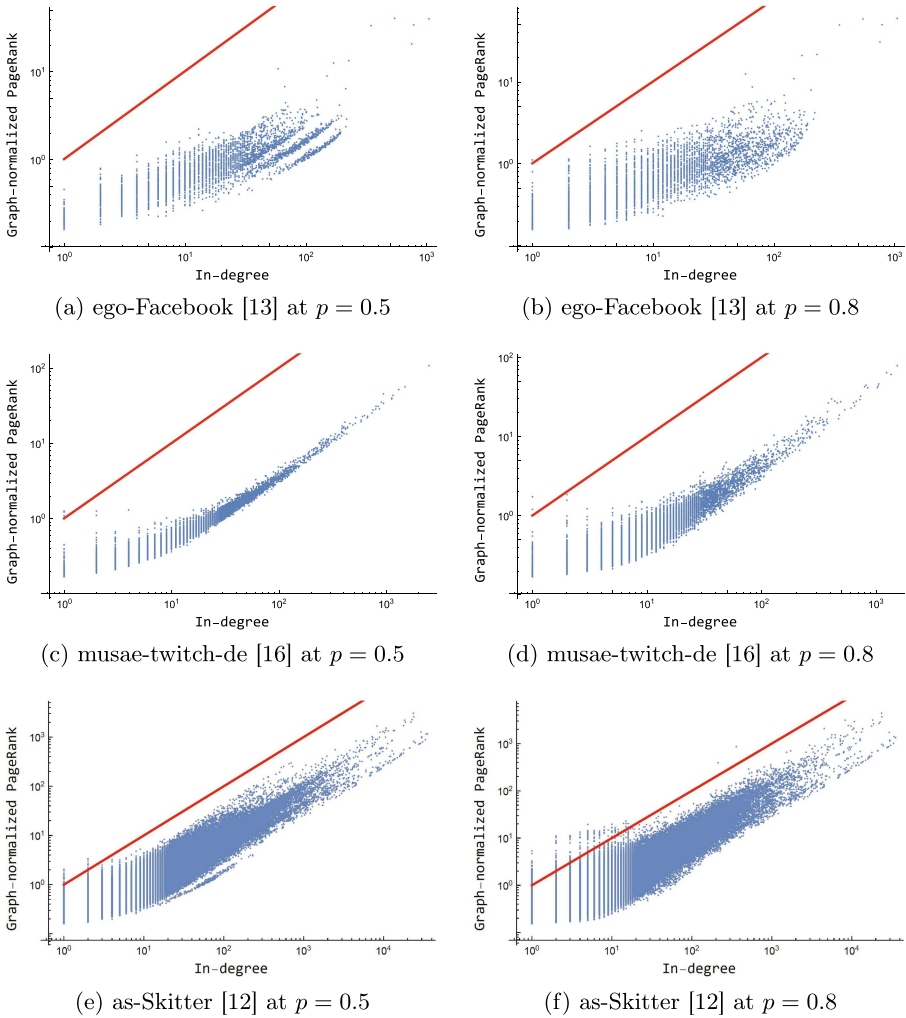 Graph-normalized PageRank
10^1
10^0
10^0 10^1 10^2 10^3
In-degree
(a) ego-Facebook [13] at p = 0.5
Graph-normalized PageRank
10^1
10^0
10^0 10^1 10^2 10^3
In-degree
(b) ego-Facebook [13] at p = 0.8
Graph-normalized PageRank
10^2
10^1
10^0
10^0 10^1 10^2 10^3
In-degree
(c) musae-twitch-de [16] at p = 0.5
Graph-normalized PageRank
10^2
10^1
10^0
10^0 10^1 10^2 10^3
In-degree
(d) musae-twitch-de [16] at p = 0.8
Graph-normalized PageRank
10^3
10^2
10^1
10^0
10^0 10^1 10^2 10^3 10^4
In-degree
(e) as-Skitter [12] at p = 0.5
Graph-normalized PageRank
10^3
10^2
10^1
10^0
10^0 10^1 10^2 10^3 10^4
In-degree
(f) as-Skitter [12] at p = 0.8